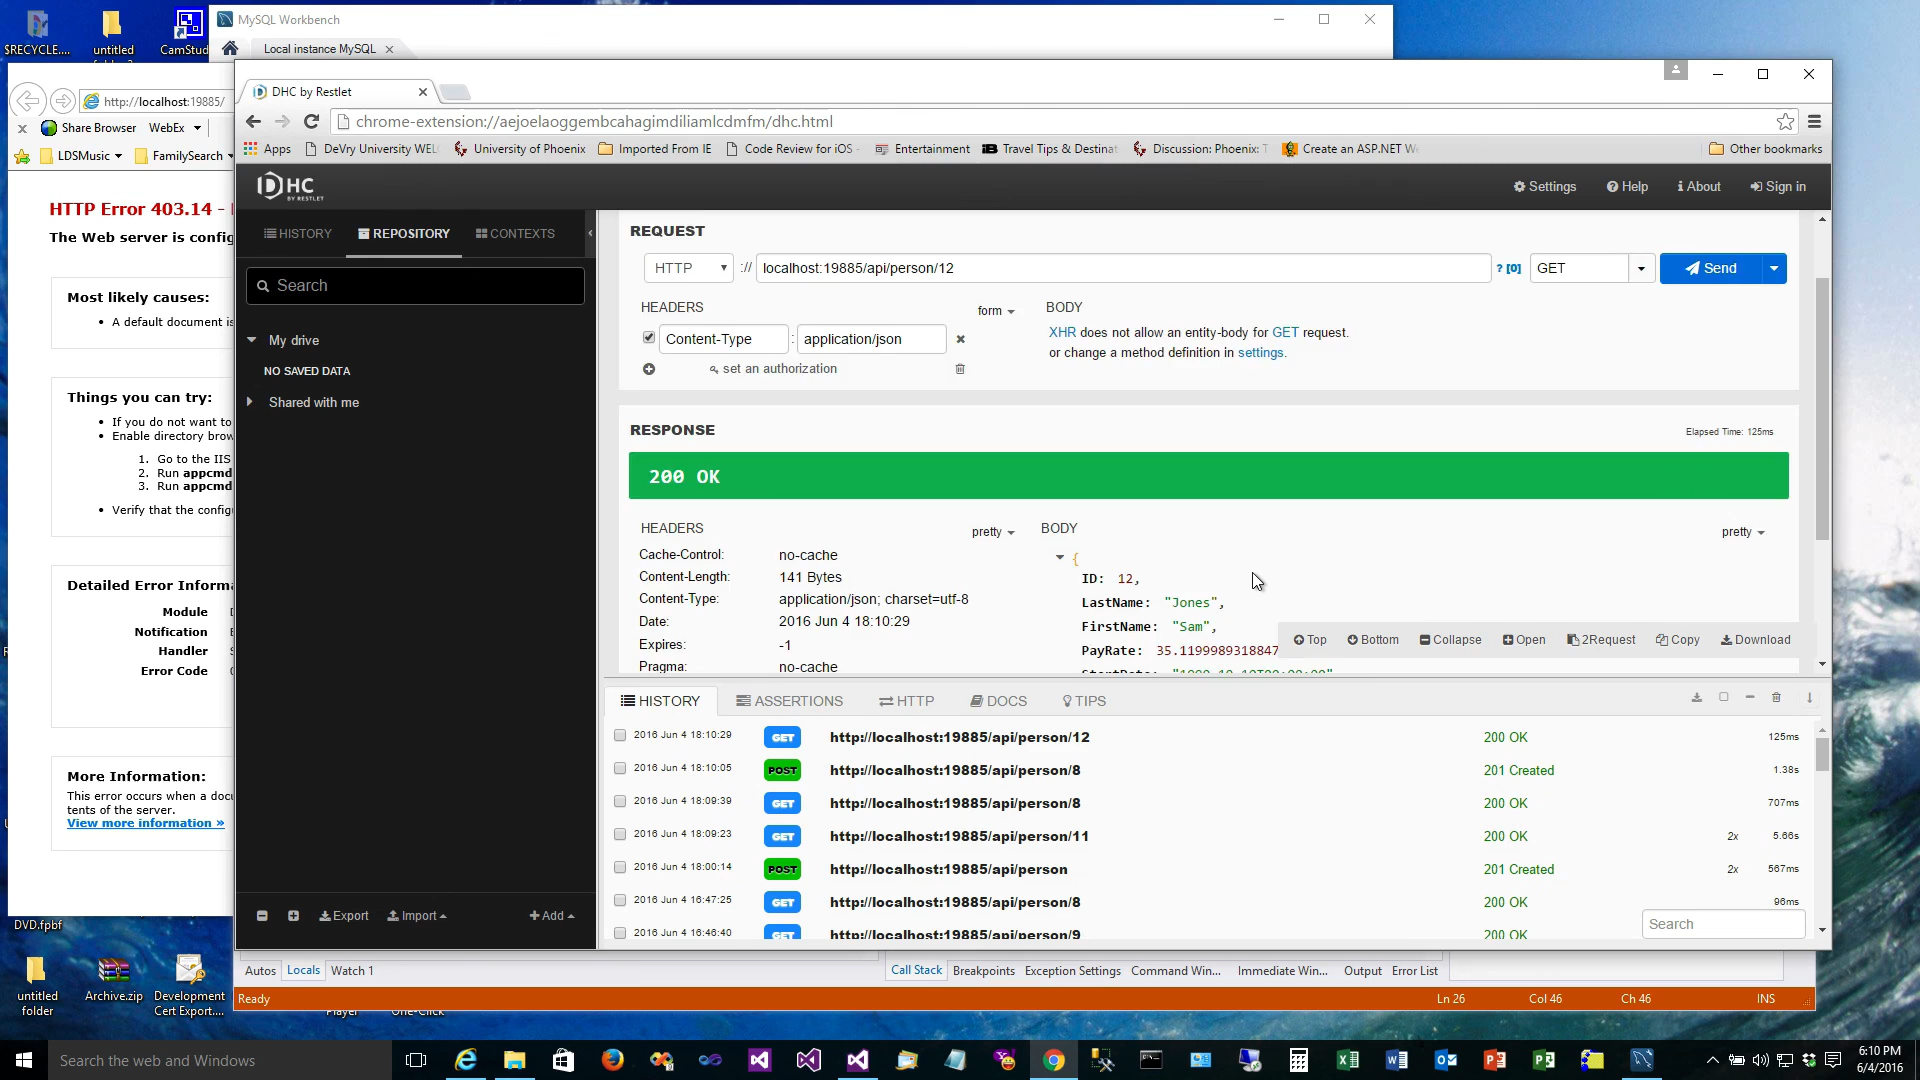 $RECYCLE....
untitled
CamStud
MySQL Workbench
Local instance MySQL
http://localhost:19885/
Share Browser WebEx
LDSMusic FamilySearch
HTTP Error 403.14 -
The Web server is config
Most likely causes:
• A default document is
Things you can try:
• If you do not want to
• Enable directory brow
1. Go to the IIS
2. Run appcmd
3. Run appcmd
• Verify that the configu
Detailed Error Informa
Module
Notification
Handler
Error Code
More Information:
This error occurs when a docu
tents of the server.
View more information »
DVD.fpbf
untitled
folder
Archive.zip
Development
Cert Export....
Player
One-Click
DHC by Restlet
chrome-extension://aejoelaoggembcahagimdiliamlcdmfm/dhc.html
Apps DeVry University WEL University of Phoenix Imported From IE Code Review for iOS - Entertainment Travel Tips & Destinat Discussion: Phoenix: T Create an ASP.NET We Other bookmarks
DHC
BY RESTLET
Settings Help About Sign in
HISTORY REPOSITORY CONTEXTS
Search
My drive
NO SAVED DATA
Shared with me
Export Import Add
REQUEST
HTTP :// localhost:19885/api/person/12 ? [0] GET Send
HEADERS form BODY
Content-Type : application/json
set an authorization
XHR does not allow an entity-body for GET request.
or change a method definition in settings.
RESPONSE
Elapsed Time: 125ms
200 OK
HEADERS pretty BODY pretty
Cache-Control: no-cache
Content-Length: 141 Bytes
Content-Type: application/json; charset=utf-8
Date: 2016 Jun 4 18:10:29
Expires: -1
Pragma: no-cache
{
ID: 12,
LastName: "Jones",
FirstName: "Sam",
PayRate: 35.1199989318847
Top Bottom Collapse Open 2Request Copy Download
HISTORY ASSERTIONS HTTP DOCS TIPS
2016 Jun 4 18:10:29 GET http://localhost:19885/api/person/12 200 OK 125ms
2016 Jun 4 18:10:05 POST http://localhost:19885/api/person/8 201 Created 1.38s
2016 Jun 4 18:09:39 GET http://localhost:19885/api/person/8 200 OK 707ms
2016 Jun 4 18:09:23 GET http://localhost:19885/api/person/11 200 OK 2x 5.66s
2016 Jun 4 18:00:14 POST http://localhost:19885/api/person 201 Created 2x 567ms
2016 Jun 4 16:47:25 GET http://localhost:19885/api/person/8 200 OK 96ms
2016 Jun 4 16:46:40 GET http://localhost:19885/api/person/9 200 OK
Search
Autos Locals Watch 1
Call Stack Breakpoints Exception Settings Command Win... Immediate Win... Output Error List
Ready Ln 26 Col 46 Ch 46 INS
Search the web and Windows
6:10 PM
6/4/2016